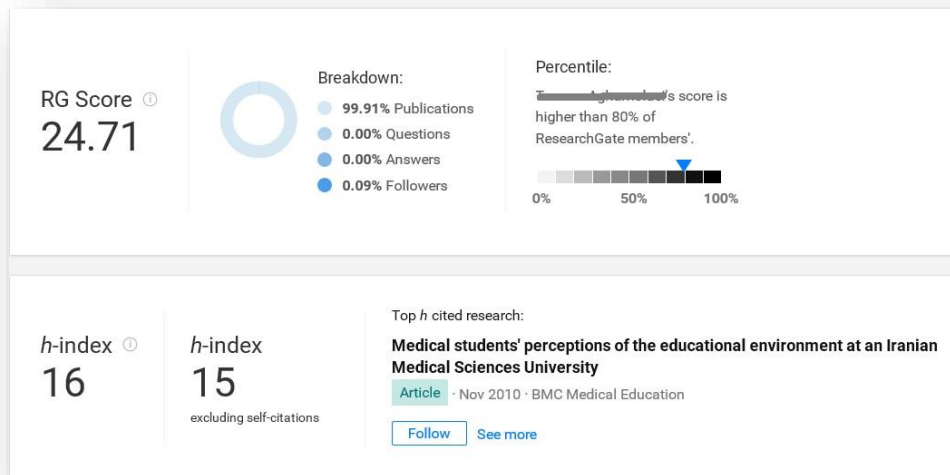 RG Score
24.71
Breakdown:
99.91% Publications
0.00% Questions
0.00% Answers
0.09% Followers
Percentile:
's score is
higher than 80% of
ResearchGate members'.
0% 50% 100%
h-index
16
h-index
15
excluding self-citations
Top h cited research:
Medical students' perceptions of the educational environment at an Iranian
Medical Sciences University
Article · Nov 2010 · BMC Medical Education
Follow See more